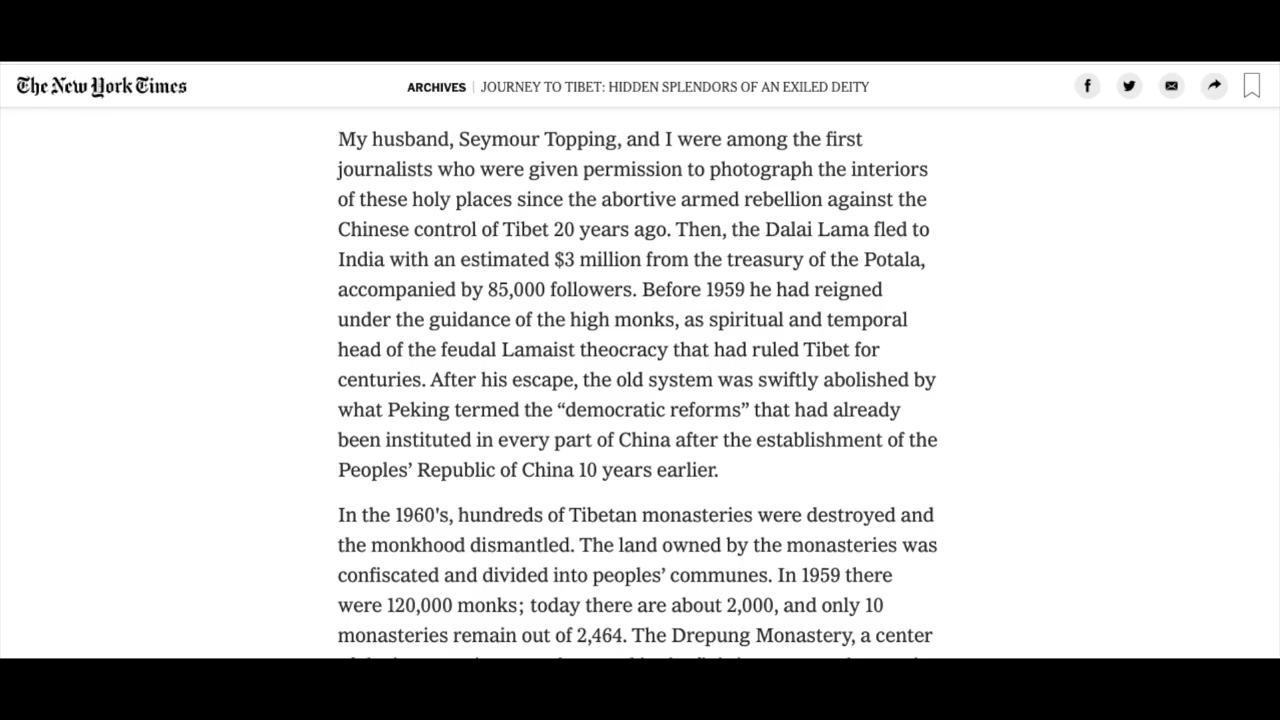 The New York Times
ARCHIVES | JOURNEY TO TIBET: HIDDEN SPLENDORS OF AN EXILED DEITY
My husband, Seymour Topping, and I were among the first
journalists who were given permission to photograph the interiors
of these holy places since the abortive armed rebellion against the
Chinese control of Tibet 20 years ago. Then, the Dalai Lama fled to
India with an estimated $3 million from the treasury of the Potala,
accompanied by 85,000 followers. Before 1959 he had reigned
under the guidance of the high monks, as spiritual and temporal
head of the feudal Lamaist theocracy that had ruled Tibet for
centuries. After his escape, the old system was swiftly abolished by
what Peking termed the “democratic reforms” that had already
been instituted in every part of China after the establishment of the
Peoples’ Republic of China 10 years earlier.
In the 1960's, hundreds of Tibetan monasteries were destroyed and
the monkhood dismantled. The land owned by the monasteries was
confiscated and divided into peoples’ communes. In 1959 there
were 120,000 monks; today there are about 2,000, and only 10
monasteries remain out of 2,464. The Drepung Monastery, a center